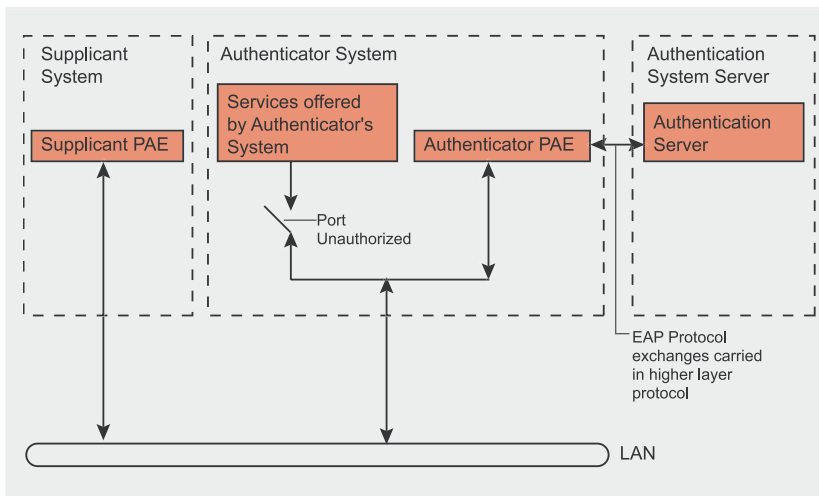 Supplicant
System
Supplicant PAE
Authenticator System
Services offered
by Authenticator's
System
Authenticator PAE
Port
Unauthorized
Authentication
System Server
Authentication
Server
EAP Protocol
exchanges carried
in higher layer
protocol
LAN